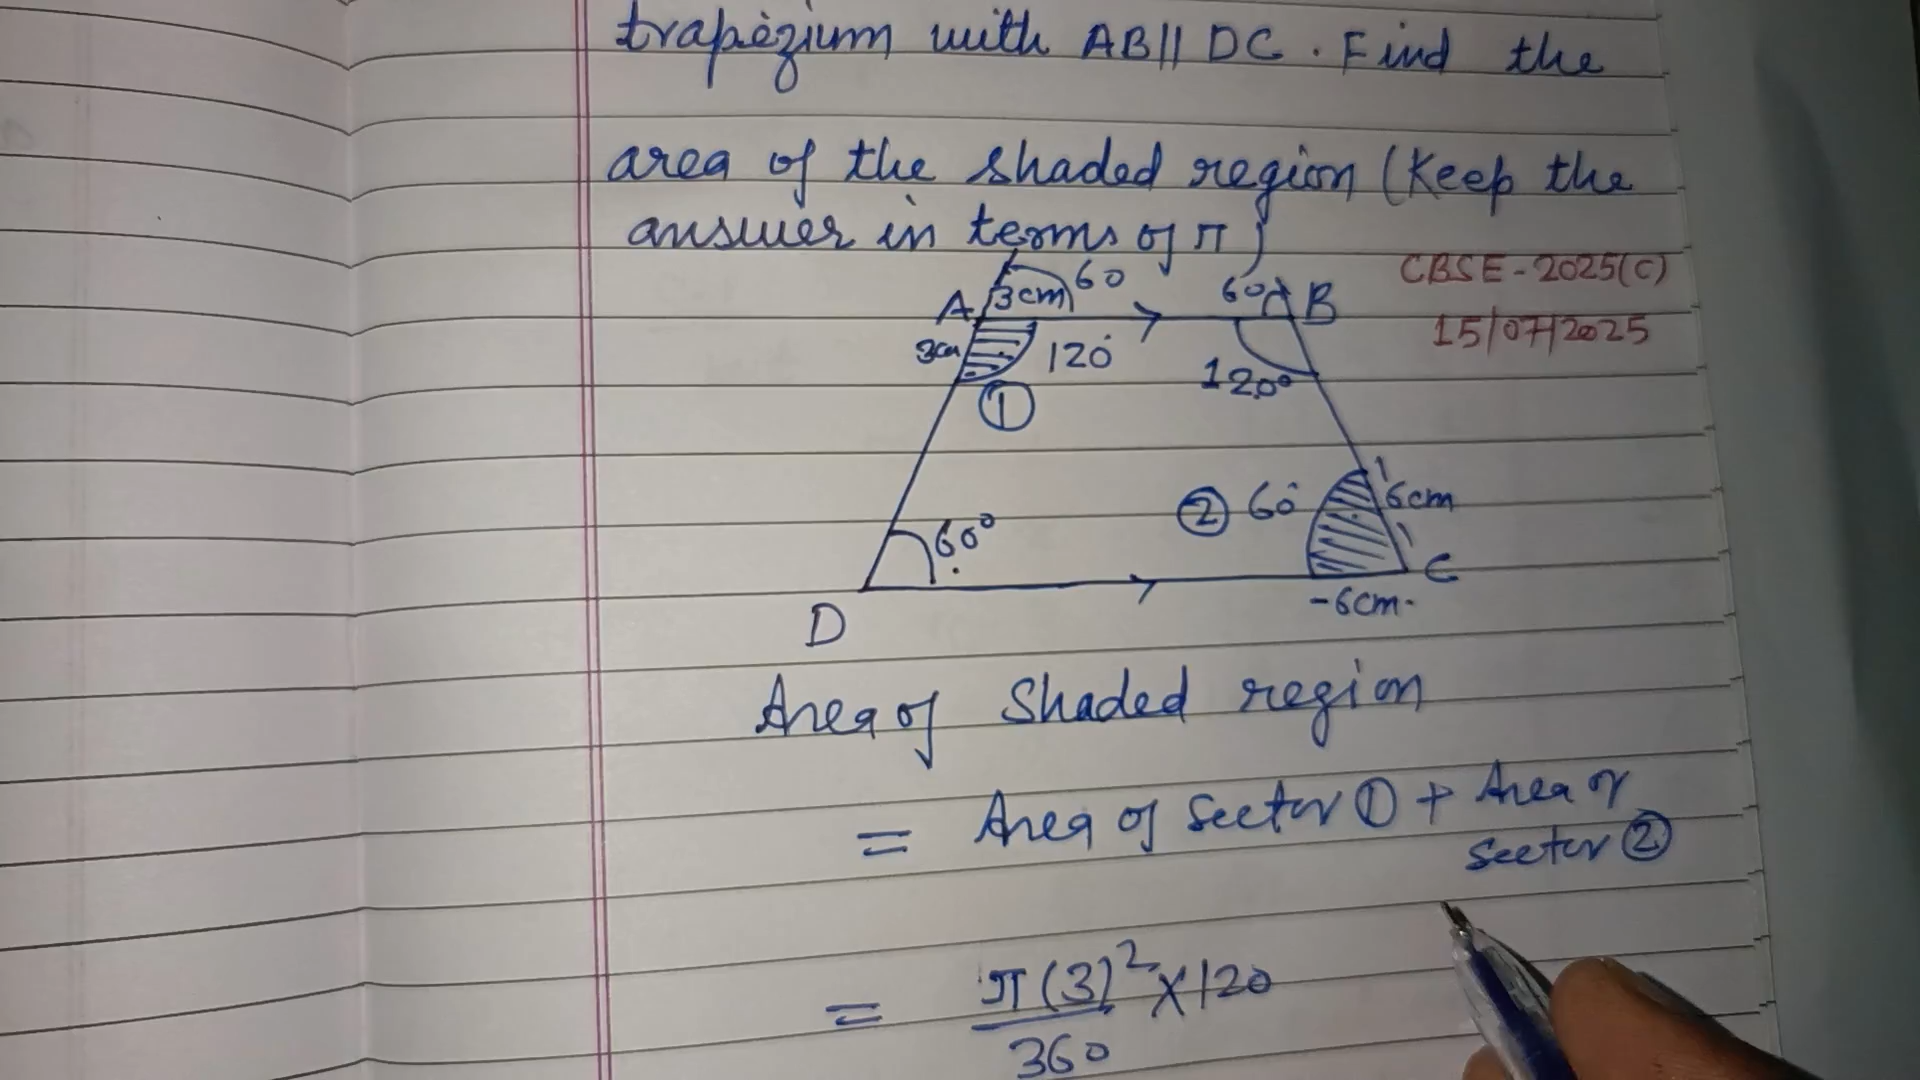 trapezium with AB || DC. Find the
area of the shaded region (Keep the
answer in terms of π)
CBSE-2025(C)
15/07/2025
A 3cm 60
60° B
3cm 120°
120°
①
② 60° 6cm
60°
C
-6cm-
D
Area of Shaded region
= Area of Sector ① + Area of
Sector ②
= π(3)² × 120
360